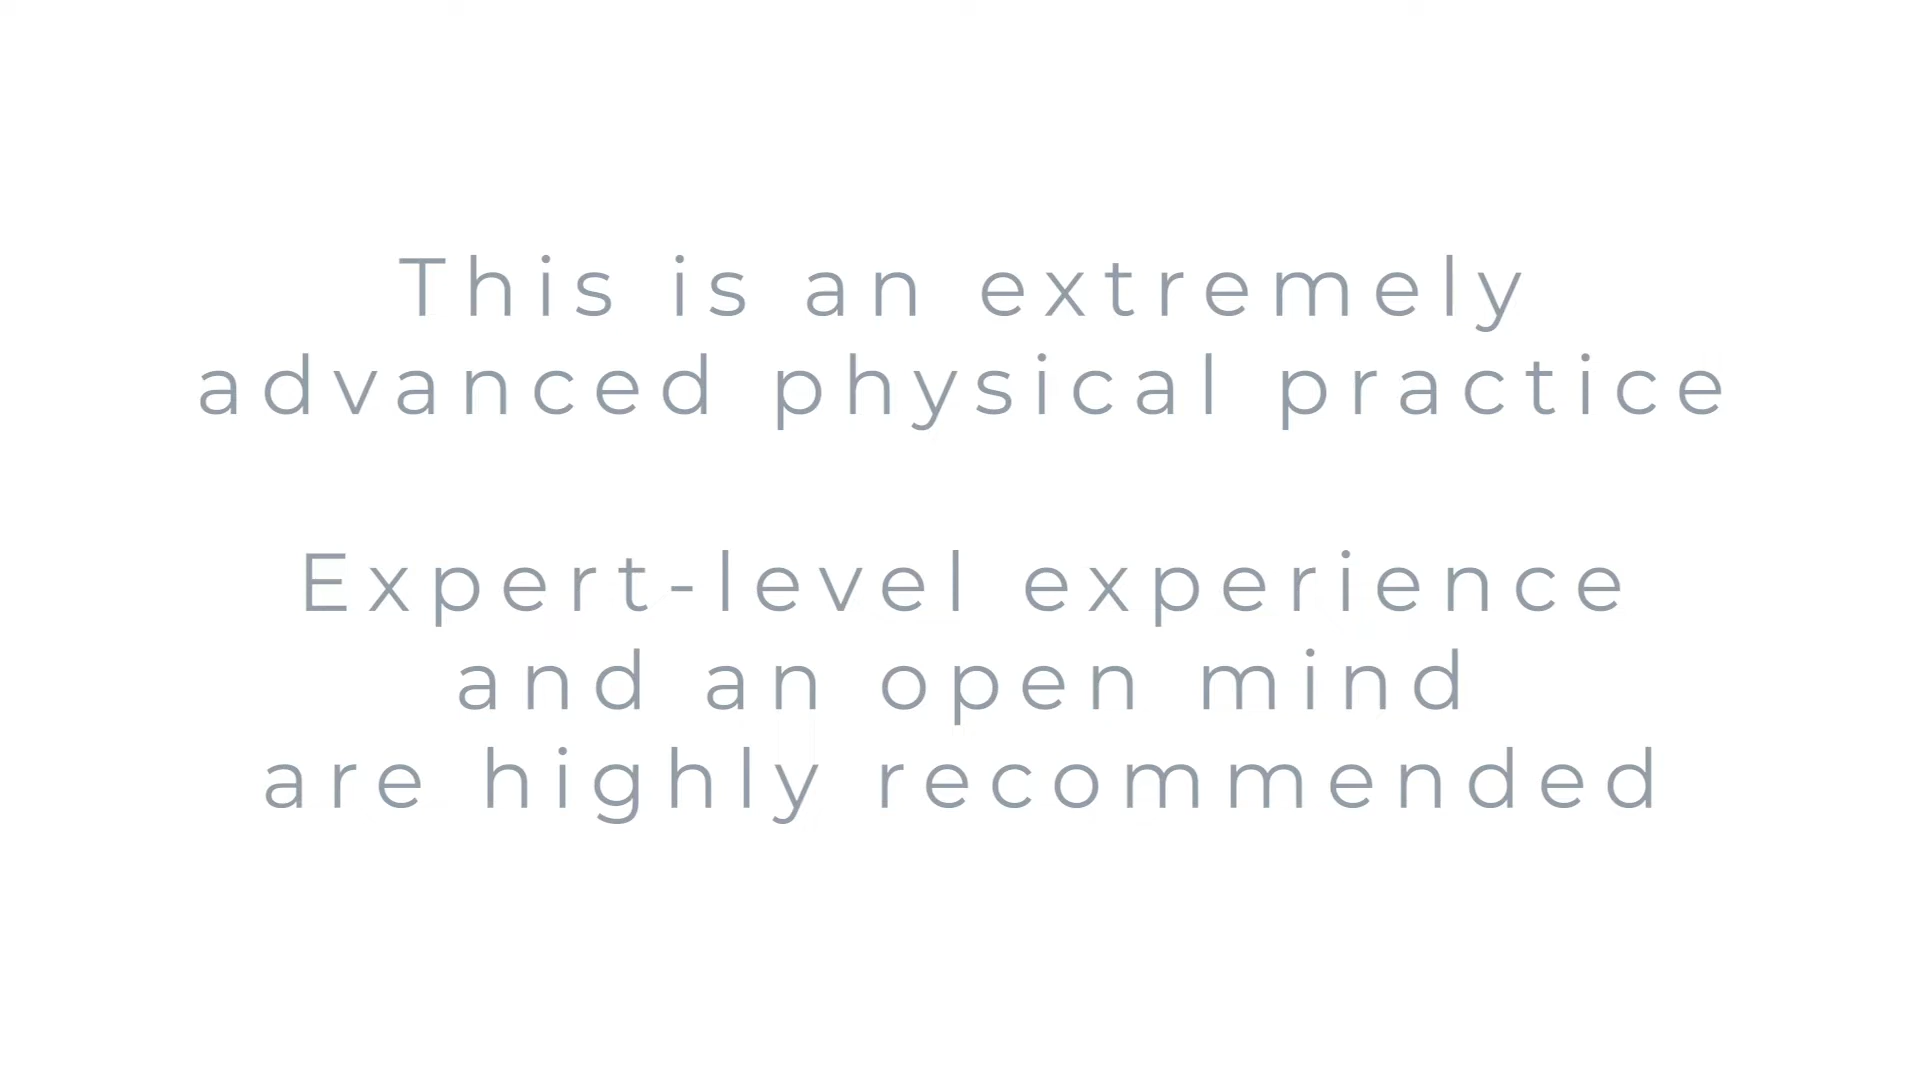 This is an extremely
advanced physical practice
Expert-level experience
and an open mind
are highly recommended